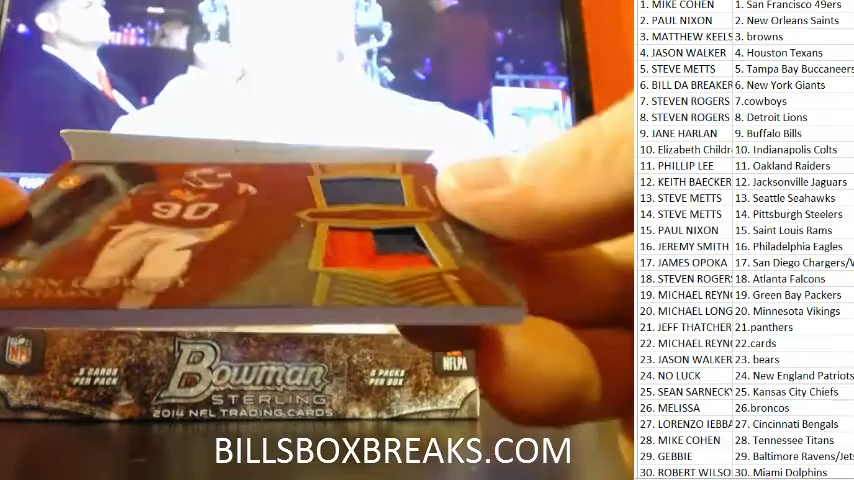 1. MIKE COHEN 1. San Francisco 49ers
2. PAUL NIXON 2. New Orleans Saints
3. MATTHEW KEELS 3. browns
4. JASON WALKER 4. Houston Texans
5. STEVE METTS 5. Tampa Bay Buccaneers
6. BILL DA BREAKER 6. New York Giants
7. STEVEN ROGERS 7.cowboys
8. STEVEN ROGERS 8. Detroit Lions
9. JANE HARLAN 9. Buffalo Bills
10. Elizabeth Childr 10. Indianapolis Colts
11. PHILLIP LEE 11. Oakland Raiders
12. KEITH BAECKER 12. Jacksonville Jaguars
13. STEVE METTS 13. Seattle Seahawks
14. STEVE METTS 14. Pittsburgh Steelers
15. PAUL NIXON 15. Saint Louis Rams
16. JEREMY SMITH 16. Philadelphia Eagles
17. JAMES OPOKA 17. San Diego Chargers/V
18. STEVEN ROGERS 18. Atlanta Falcons
19. MICHAEL REYN 19. Green Bay Packers
20. MICHAEL LONG 20. Minnesota Vikings
21. JEFF THATCHER 21.panthers
22. MICHAEL REYN 22.cards
23. JASON WALKER 23. bears
24. NO LUCK 24. New England Patriots
25. SEAN SARNECK 25. Kansas City Chiefs
26. MELISSA 26.broncos
27. LORENZO IEBBA 27. Cincinnati Bengals
28. MIKE COHEN 28. Tennessee Titans
29. GEBBIE 29. Baltimore Ravens/Jets
30. ROBERT WILSO 30. Miami Dolphins
90
NFL
5 CARDS
PER PACK
Bowman
STERLING
2014 NFL TRADING CARDS
6 PACKS
PER BOX
NFLPA
BILLSBOXBREAKS.COM